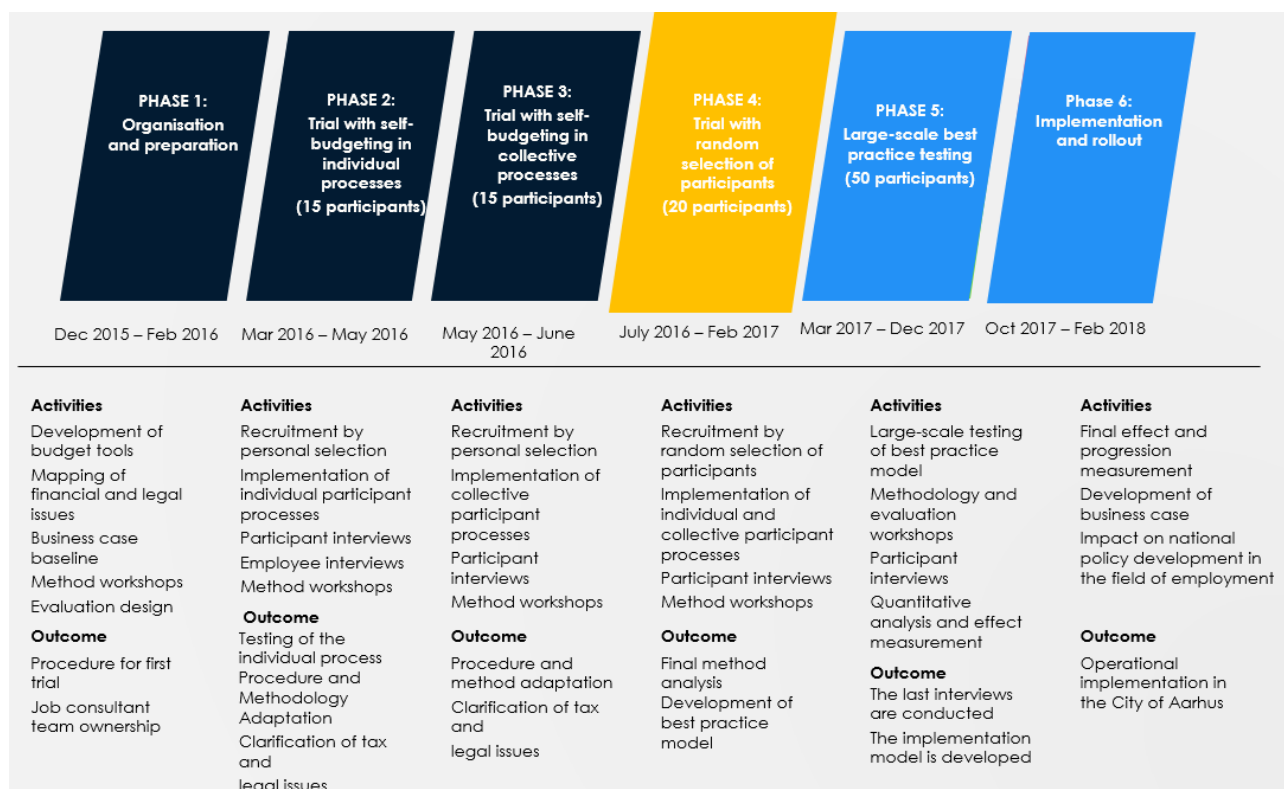 PHASE 1:
Organisation
and preparation
PHASE 2:
Trial with self-
budgeting in
individual
processes
(15 participants)
PHASE 3:
Trial with self-
budgeting in
collective
processes
(15 participants)
PHASE 4:
Trial with
random
selection of
participants
(20 participants)
PHASE 5:
Large-scale best
practice testing
(50 participants)
Phase 6:
Implementation
and rollout
Dec 2015 – Feb 2016
Mar 2016 – May 2016
May 2016 – June
2016
July 2016 – Feb 2017
Mar 2017 – Dec 2017
Oct 2017 – Feb 2018
Activities
Development of
budget tools
Mapping of
financial and legal
issues
Business case
baseline
Method workshops
Evaluation design
Outcome
Procedure for first
trial
Job consultant
team ownership
Activities
Recruitment by
personal selection
Implementation of
individual participant
processes
Participant interviews
Employee interviews
Method workshops
Outcome
Testing of the
individual process
Procedure and
Methodology
Adaptation
Clarification of tax
and
legal issues
Activities
Recruitment by
personal selection
Implementation of
collective
participant
processes
Participant
interviews
Method workshops
Outcome
Procedure and
method adaptation
Clarification of tax
and
legal issues
Activities
Recruitment by
random selection of
participants
Implementation of
individual and
collective participant
processes
Participant interviews
Method workshops
Outcome
Final method
analysis
Development of
best practice
model
Activities
Large-scale testing
of best practice
model
Methodology and
evaluation
workshops
Participant
interviews
Quantitative
analysis and effect
measurement
Outcome
The last interviews
are conducted
The implementation
model is developed
Activities
Final effect and
progression
measurement
Development of
business case
Impact on national
policy development in
the field of employment
Outcome
Operational
implementation in
the City of Aarhus